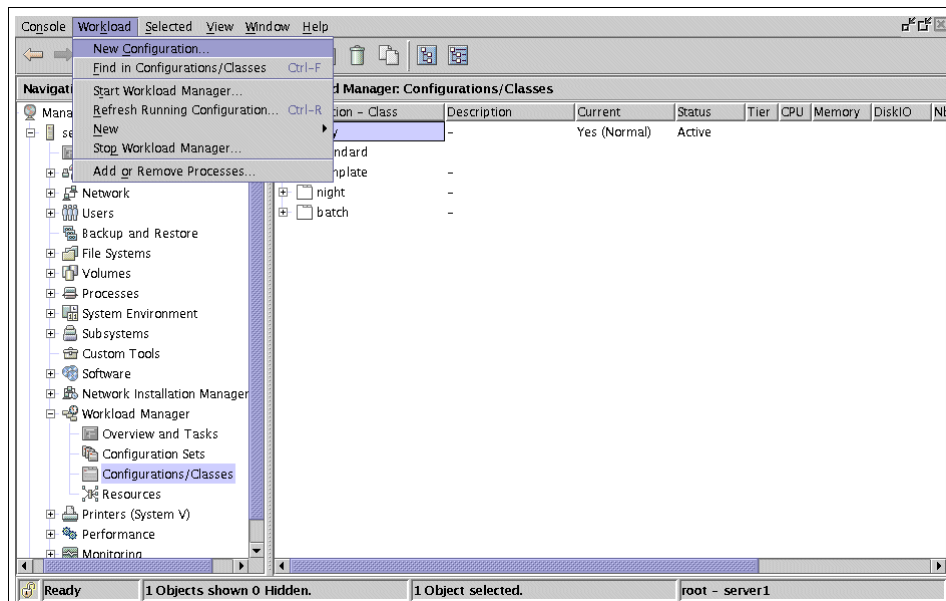 Console Workload Selected View Window Help
New Configuration...
Find in Configurations/Classes Ctrl-F
Start Workload Manager...
Refresh Running Configuration... Ctrl-R
New
Stop Workload Manager...
Add or Remove Processes...
Navigati
d Manager: Configurations/Classes
Mana
tion - Class Description Current Status Tier CPU Memory DiskIO
se
y - Yes (Normal) Active
ndard
mplate -
Network
night -
Users
batch -
Backup and Restore
File Systems
Volumes
Processes
System Environment
Subsystems
Custom Tools
Software
Network Installation Manager
Workload Manager
Overview and Tasks
Configuration Sets
Configurations/Classes
Resources
Printers (System V)
Performance
Monitoring
Ready 1 Objects shown 0 Hidden. 1 Object selected. root - server1